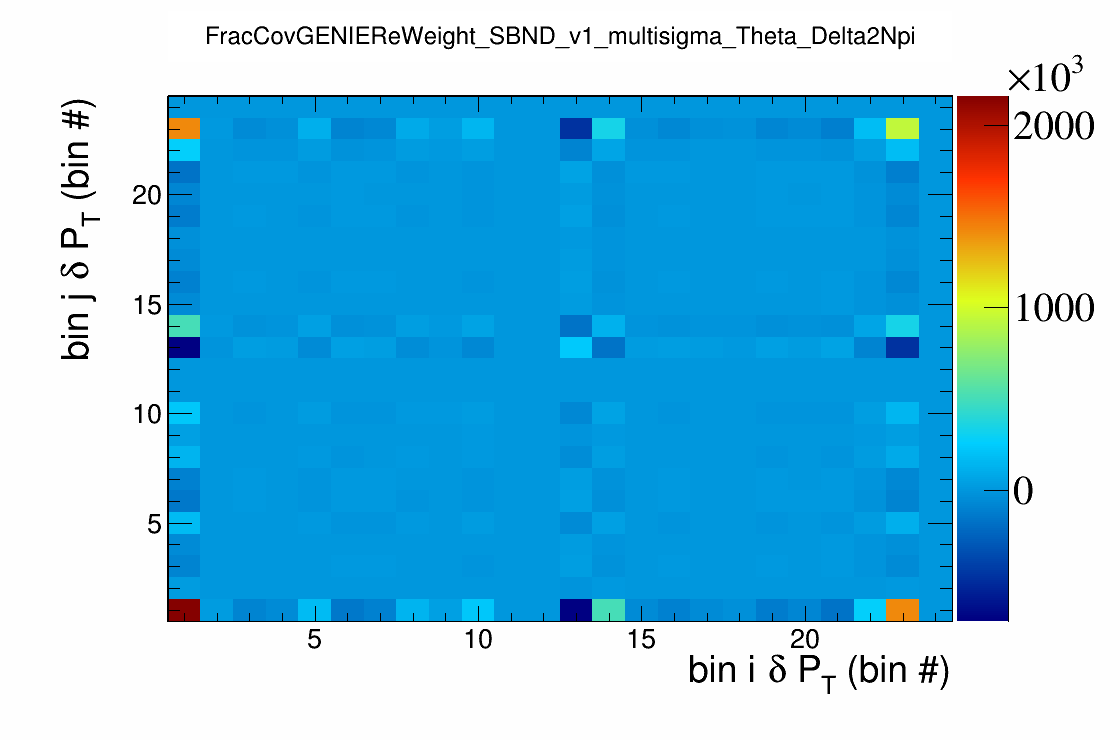 FracCovGENIEReWeight_SBND_v1_multisigma_Theta_Delta2Npi
×10³
bin j δ P_T (bin #)
20
15
10
5
2000
1000
0
5 10 15 20
bin i δ P_T (bin #)